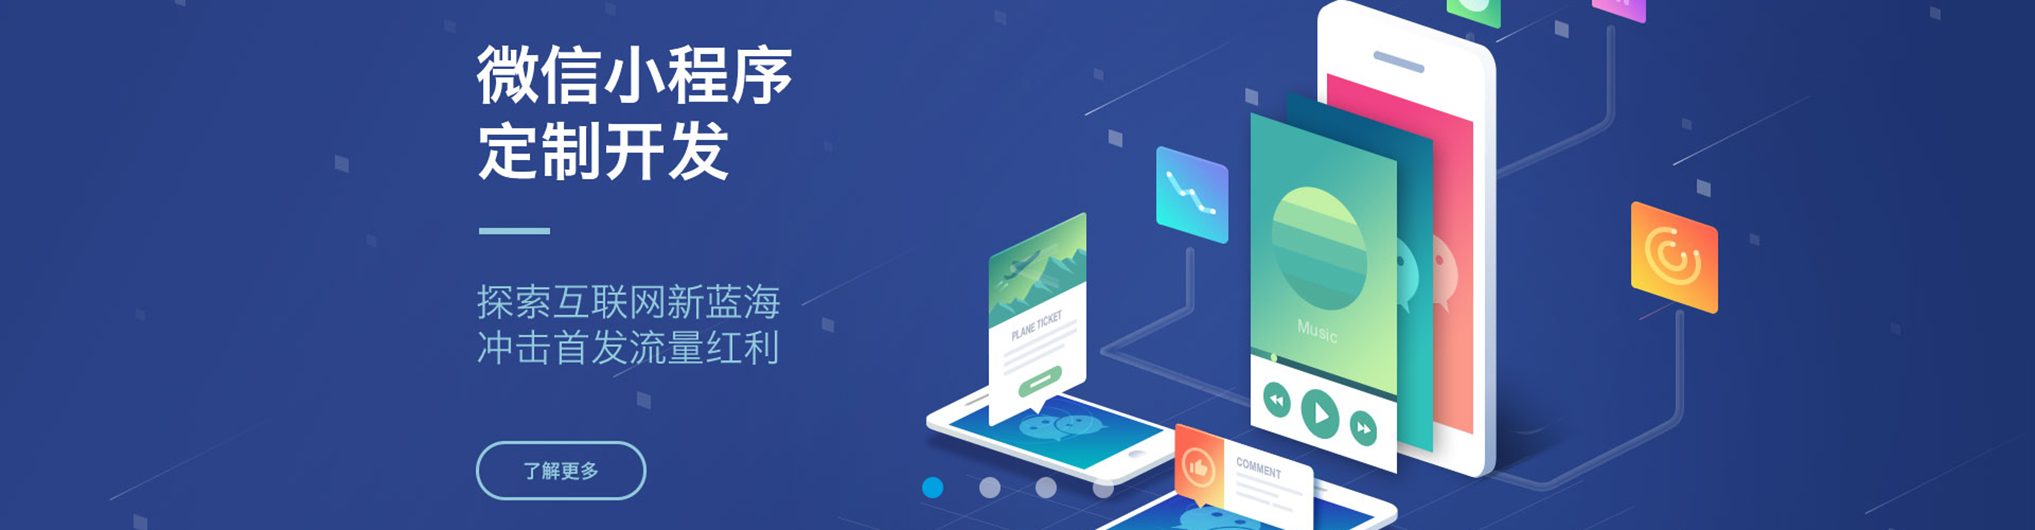 微信小程序
定制开发
探索互联网新蓝海
冲击首发流量红利
了解更多
PLANE TICKET
Music
COMMENT